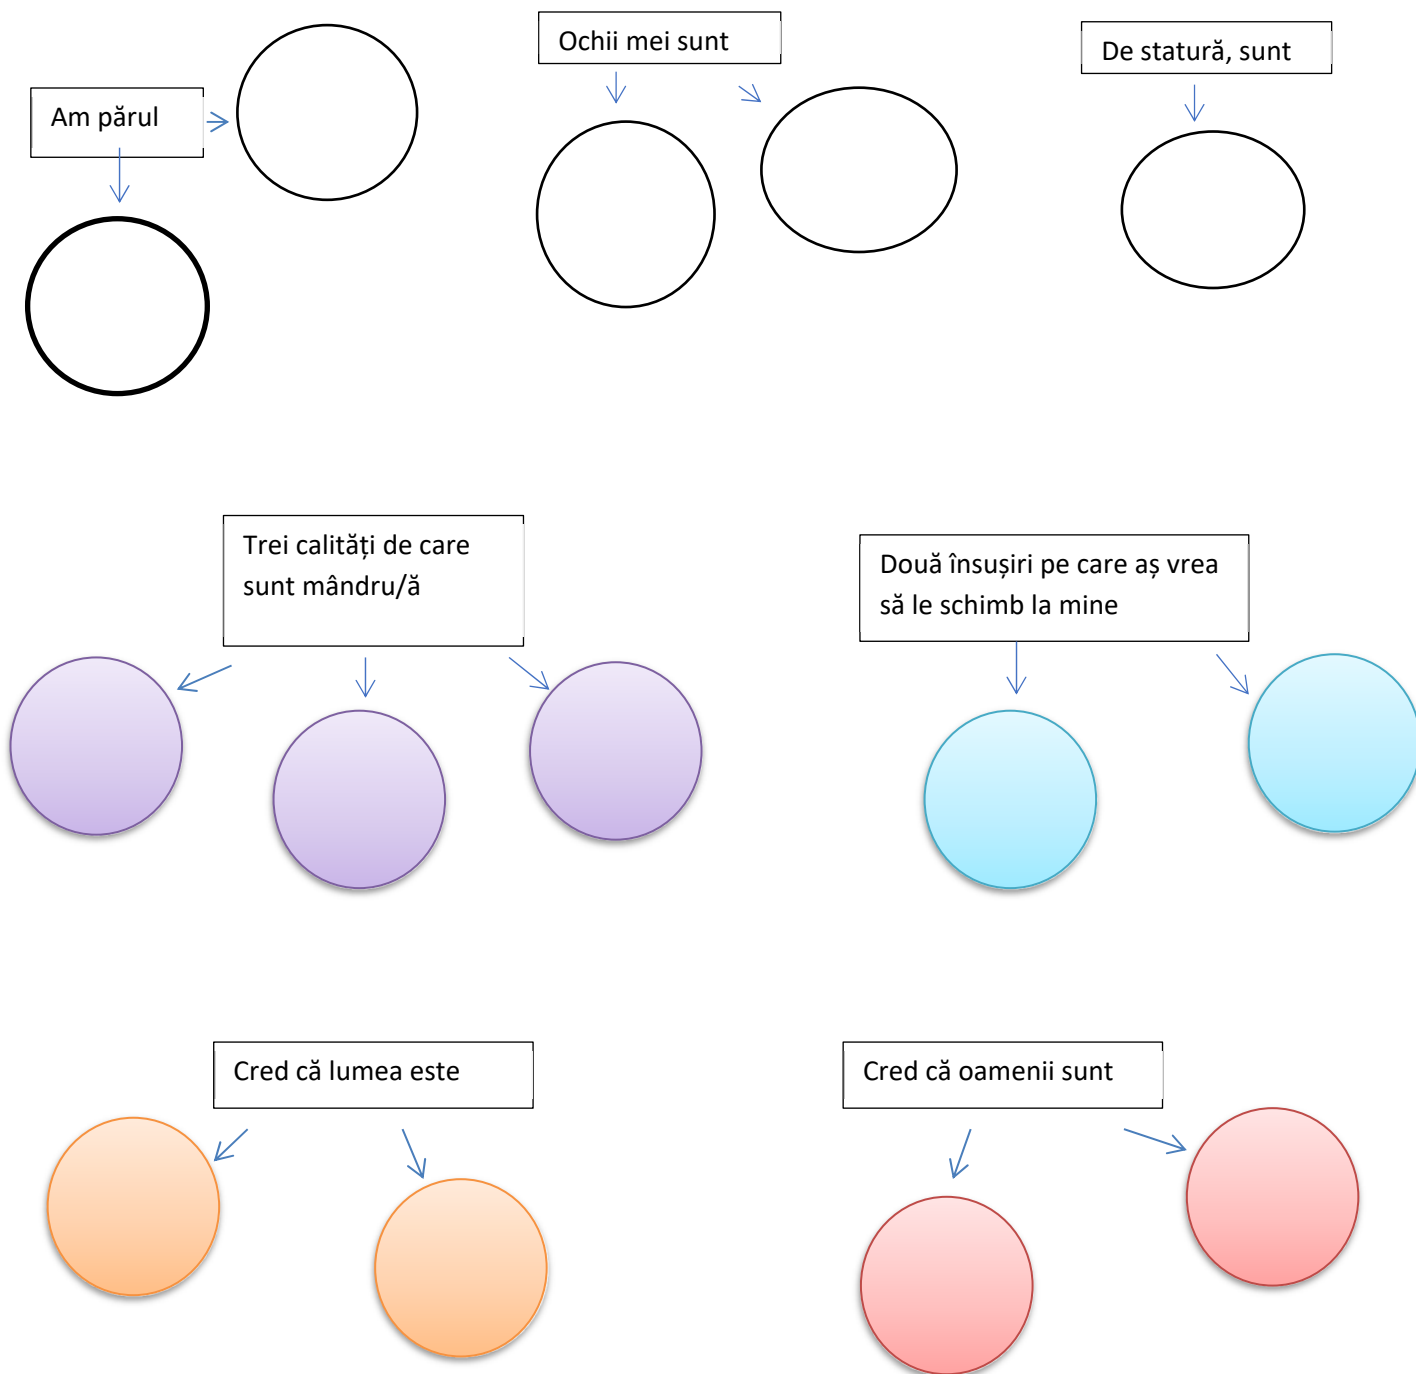 Am părul
Ochii mei sunt
De statură, sunt
Trei calități de care
sunt mândru/ă
Două însușiri pe care aș vrea
să le schimb la mine
Cred că lumea este
Cred că oamenii sunt